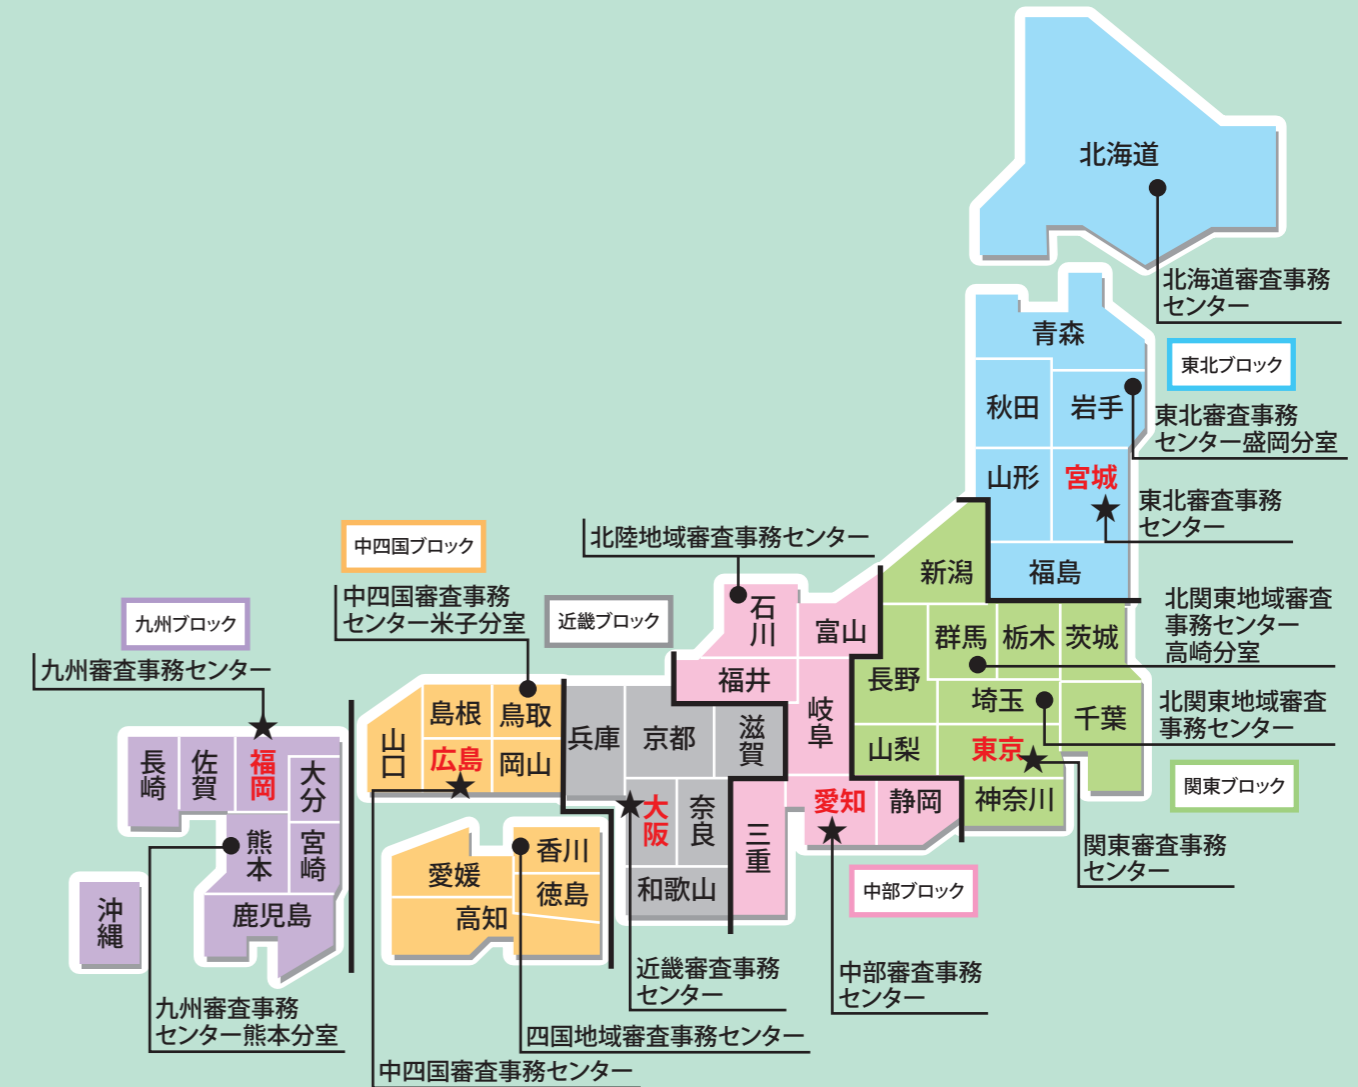 北海道
北海道審査事務
センター
青森
東北ブロック
秋田
岩手
東北審査事務
センター盛岡分室
山形
宮城
東北審査事務
センター
福島
新潟
北関東地域審査
事務センター
高崎分室
群馬
栃木
茨城
長野
埼玉
北関東地域審査
事務センター
千葉
山梨
東京
関東ブロック
神奈川
関東審査事務
センター
北陸地域審査事務センター
石川
富山
福井
岐阜
愛知
静岡
三重
中部ブロック
中部審査事務
センター
近畿ブロック
兵庫
京都
滋賀
大阪
奈良
和歌山
近畿審査事務
センター
中四国ブロック
中四国審査事務
センター米子分室
島根
鳥取
山口
広島
岡山
香川
愛媛
徳島
高知
四国地域審査事務センター
中四国審査事務センター
九州ブロック
九州審査事務センター
長崎
佐賀
福岡
大分
熊本
宮崎
鹿児島
沖縄
九州審査事務
センター熊本分室